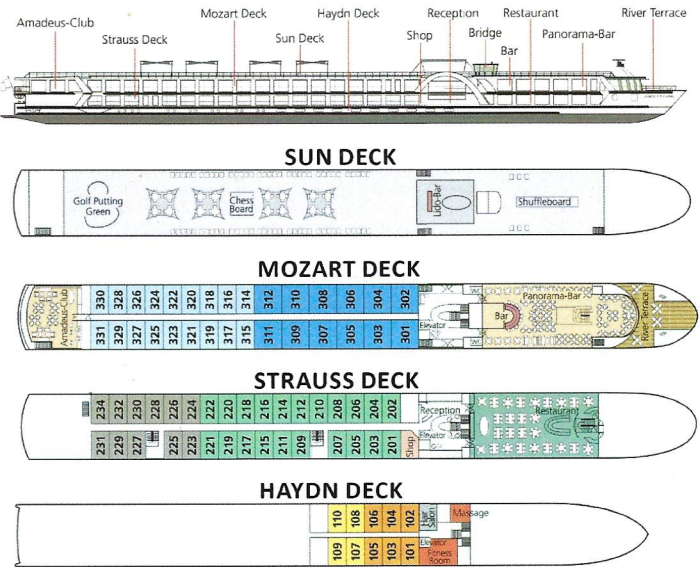 Amadeus-Club
Strauss Deck
Mozart Deck
Sun Deck
Haydn Deck
Shop
Reception
Bridge
Restaurant
Bar
Panorama-Bar
River Terrace
SUN DECK
Golf Putting
Green
Chess
Board
Lido-Bar
Shuffleboard
MOZART DECK
Amadeus-Club
330 328 326 324 322 320 318 316 314 312 310 308 306 304 302
331 329 327 325 323 321 319 317 315 311 309 307 305 303 301
Elevator
Bar
Panorama-Bar
River Terrace
STRAUSS DECK
234 232 230 228 226 224 222 220 218 216 214 212 210 208 206 204 202
231 229 227 225 223 221 219 217 215 211 209 207 205 203 201
Shop
Reception
Elevator
Restaurant
HAYDN DECK
110 108 106 104 102
109 107 105 103 101
Hair
Salon
Massage
Elevator
Fitness
Room